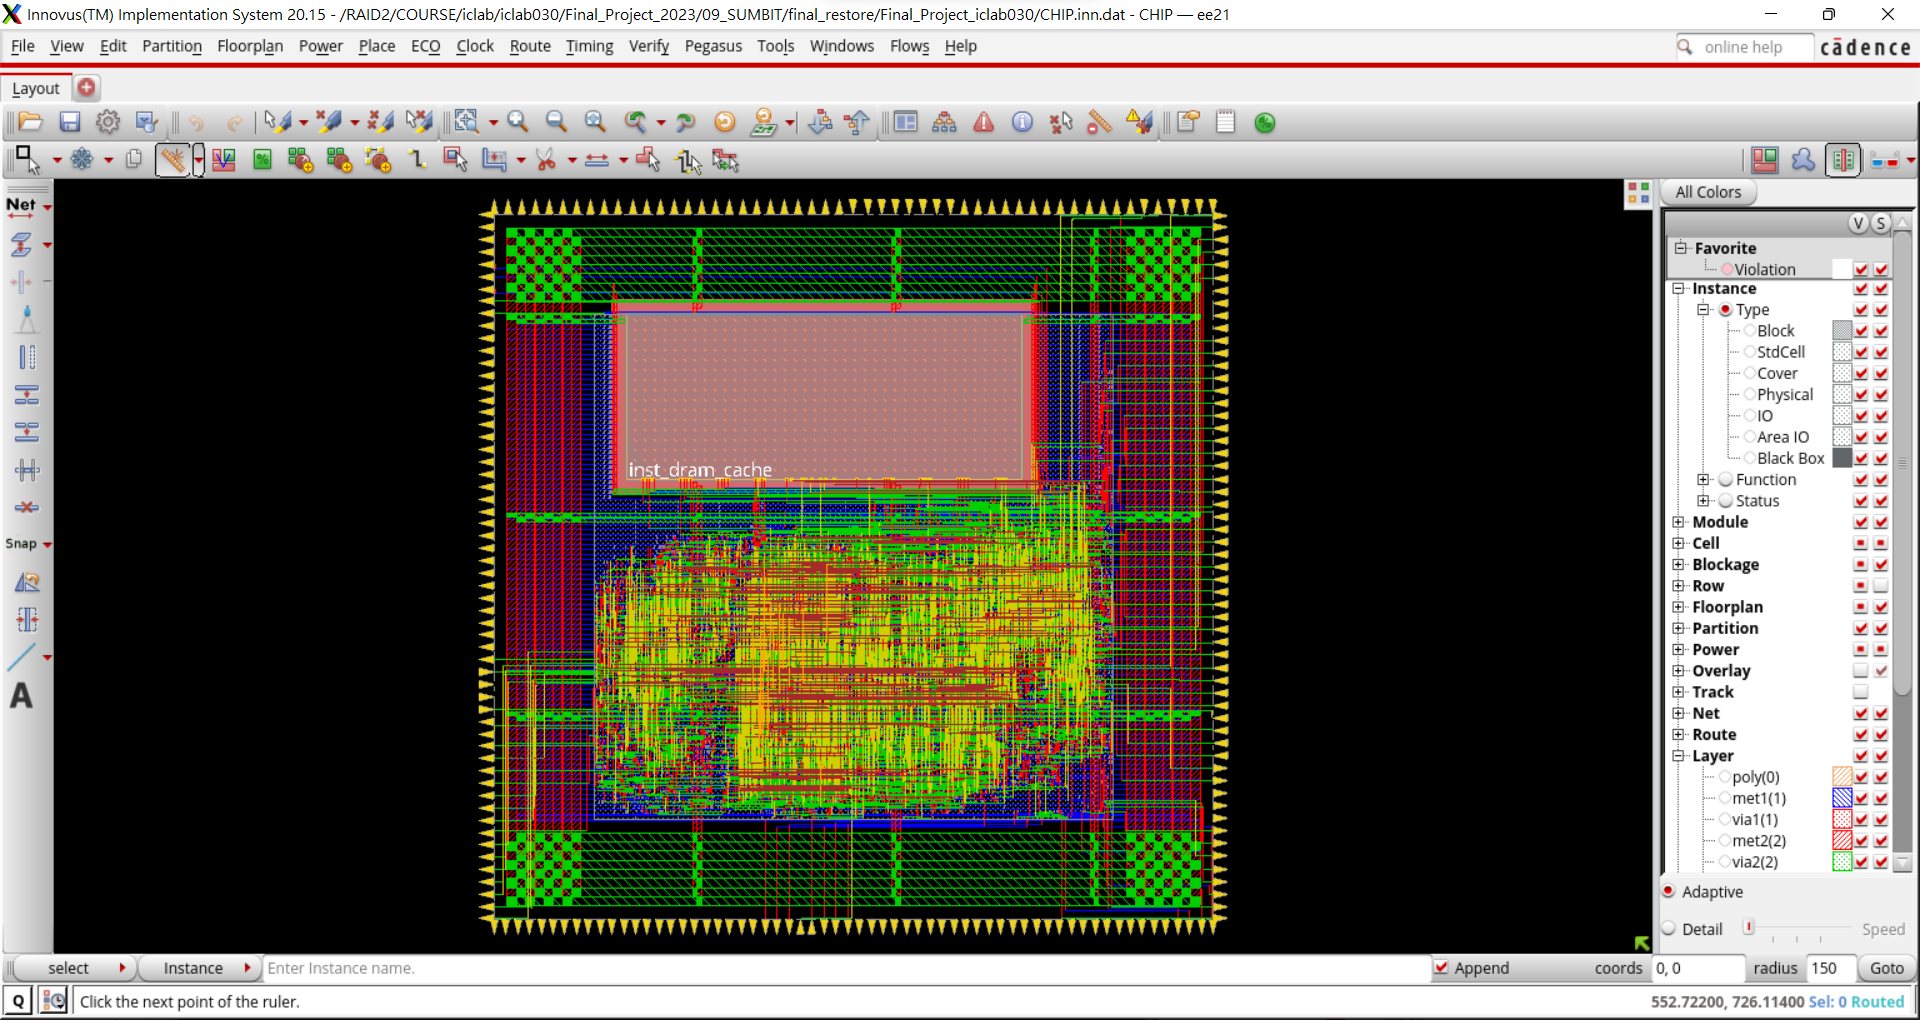 Innovus(TM) Implementation System 20.15 - /RAID2/COURSE/iclab/iclab030/Final_Project_2023/09_SUMBIT/final_restore/Final_Project_iclab030/CHIP.inn.dat - CHIP — ee21
File View Edit Partition Floorplan Power Place ECO Clock Route Timing Verify Pegasus Tools Windows Flows Help
online help
cādence
Layout
Net
Snap
A
inst_dram_cache
All Colors
V S
Favorite
Violation
Instance
Type
Block
StdCell
Cover
Physical
IO
Area IO
Black Box
Function
Status
Module
Cell
Blockage
Row
Floorplan
Partition
Power
Overlay
Track
Net
Route
Layer
poly(0)
met1(1)
via1(1)
met2(2)
via2(2)
Adaptive
Detail
Speed
select Instance Enter Instance name. Append coords 0, 0 radius 150 Goto
Q Click the next point of the ruler. 552.72200, 726.11400 Sel: 0 Routed